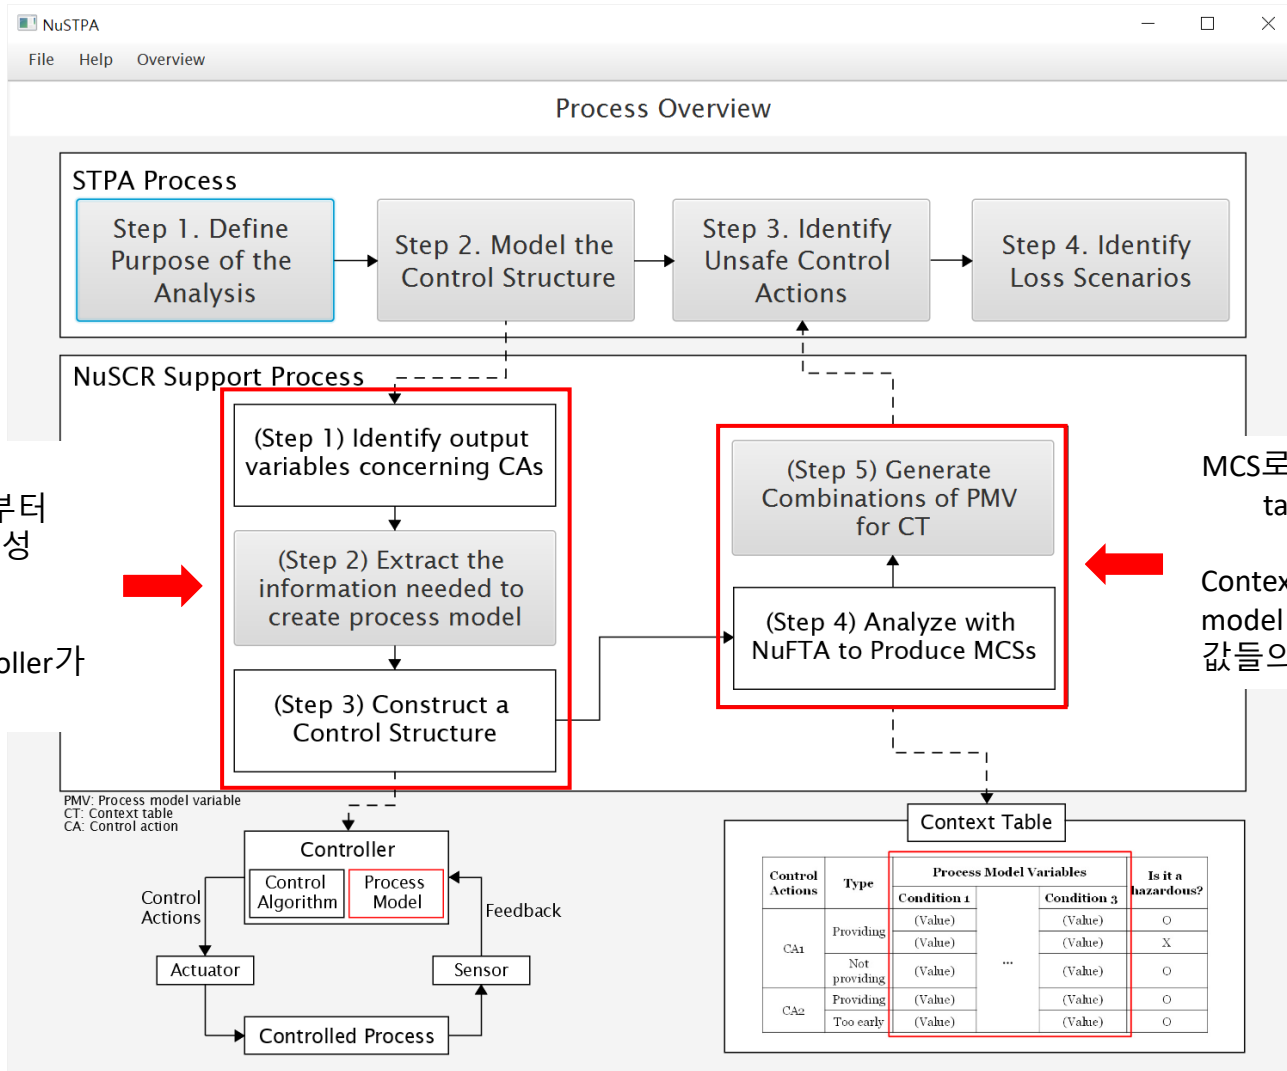 NuSTPA
File Help Overview
Process Overview
STPA Process
Step 1. Define
Purpose of the
Analysis
Step 2. Model the
Control Structure
Step 3. Identify
Unsafe Control
Actions
Step 4. Identify
Loss Scenarios
NuSCR Support Process
(Step 1) Identify output
variables concerning CAs
(Step 2) Extract the
information needed to
create process model
(Step 3) Construct a
Control Structure
(Step 5) Generate
Combinations of PMV
for CT
(Step 4) Analyze with
NuFTA to Produce MCSs
부터
성
oller가
MCS로
ta
Contex
model
값들으
PMV: Process model variable
CT: Context table
CA: Control action
Controller
Control
Algorithm
Process
Model
Control
Actions
Feedback
Actuator
Sensor
Controlled Process
Context Table
Control
Actions
Type
Process Model Variables
Is it a
hazardous?
Condition 1
Condition 3
CA1
Providing
(Value)
...
(Value)
O
(Value)
(Value)
X
Not
providing
(Value)
(Value)
O
CA2
Providing
(Value)
(Value)
O
Too early
(Value)
(Value)
O